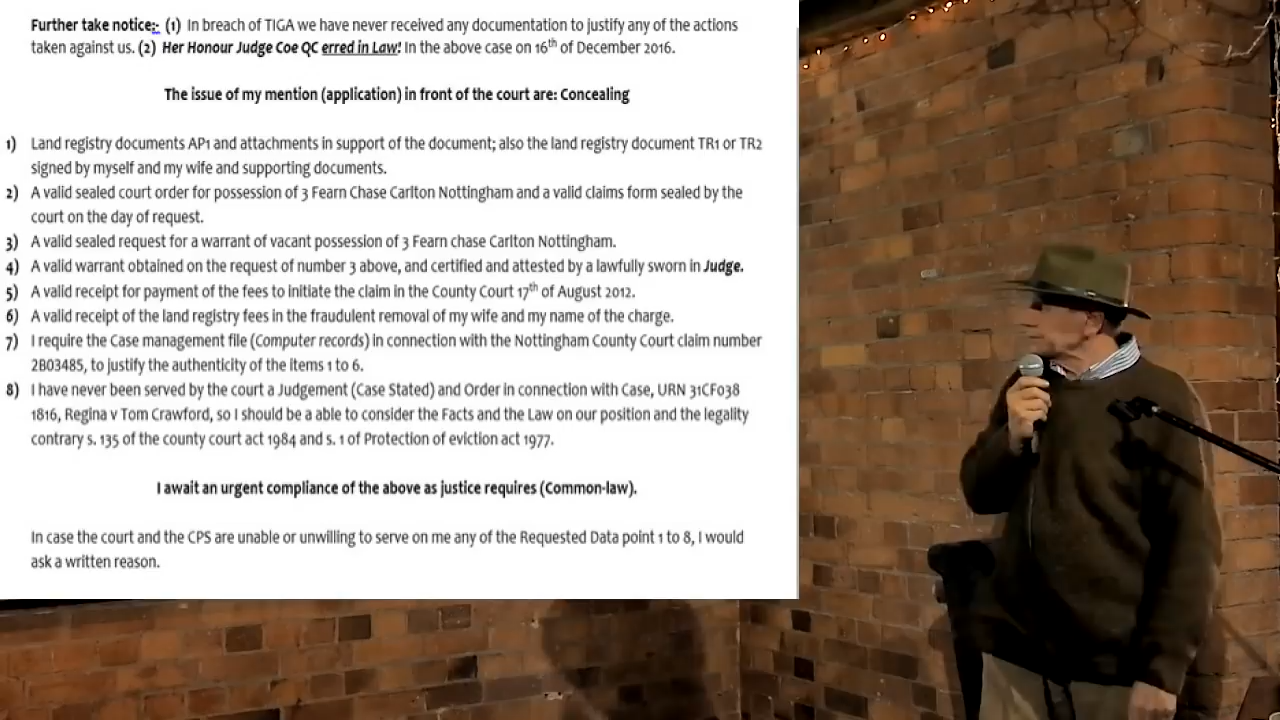 Further take notice:- (1) In breach of TIGA we have never received any documentation to justify any of the actions
taken against us. (2) Her Honour Judge Coe QC erred in Law! In the above case on 16th of December 2016.
The issue of my mention (application) in front of the court are: Concealing
1) Land registry documents AP1 and attachments in support of the document; also the land registry document TR1 or TR2
signed by myself and my wife and supporting documents.
2) A valid sealed court order for possession of 3 Fearn Chase Carlton Nottingham and a valid claims form sealed by the
court on the day of request.
3) A valid sealed request for a warrant of vacant possession of 3 Fearn chase Carlton Nottingham.
4) A valid warrant obtained on the request of number 3 above, and certified and attested by a lawfully sworn in Judge.
5) A valid receipt for payment of the fees to initiate the claim in the County Court 17th of August 2012.
6) A valid receipt of the land registry fees in the fraudulent removal of my wife and my name of the charge.
7) I require the Case management file (Computer records) in connection with the Nottingham County Court claim number
2B03485, to justify the authenticity of the items 1 to 6.
8) I have never been served by the court a Judgement (Case Stated) and Order in connection with Case, URN 31CF038
1816, Regina v Tom Crawford, so I should be a able to consider the Facts and the Law on our position and the legality
contrary s. 135 of the county court act 1984 and s. 1 of Protection of eviction act 1977.
I await an urgent compliance of the above as justice requires (Common-law).
In case the court and the CPS are unable or unwilling to serve on me any of the Requested Data point 1 to 8, I would
ask a written reason.